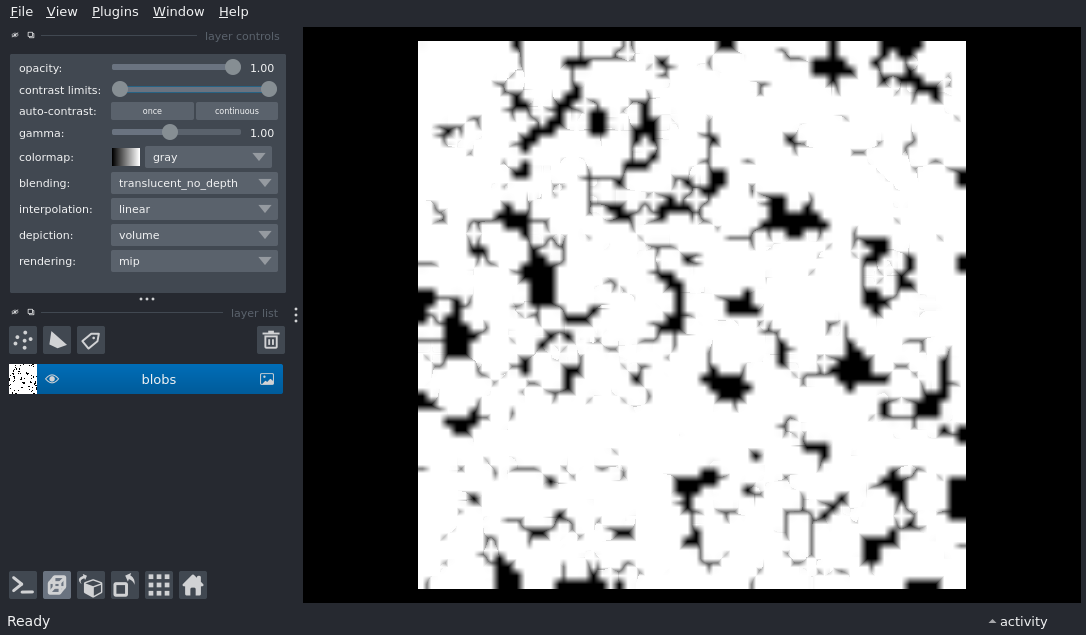 File View Plugins Window Help
layer controls
opacity: 1.00
contrast limits:
auto-contrast: once continuous
gamma: 1.00
colormap: gray
blending: translucent_no_depth
interpolation: linear
depiction: volume
rendering: mip
layer list
blobs
Ready
activity